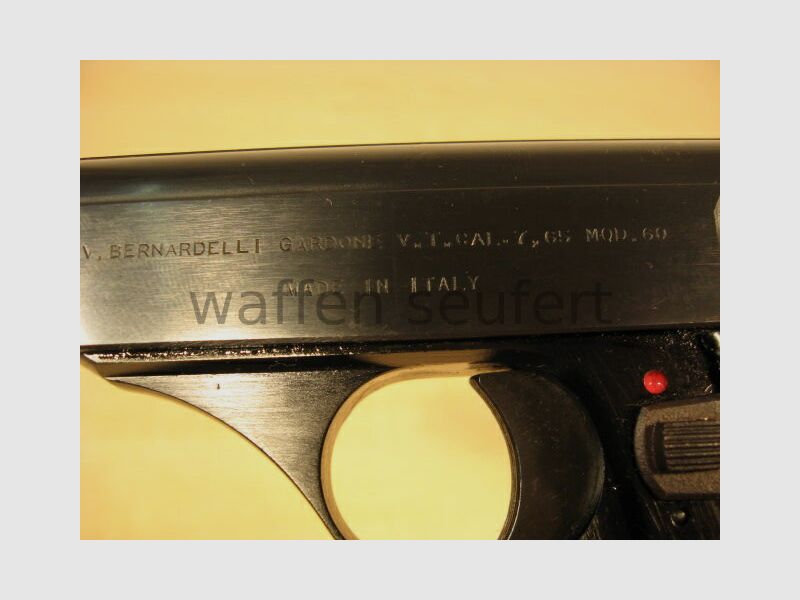 V. BERNARDELLI GARDONE V.T. CAL. 7,65 MOD. 60
MADE IN ITALY
waffen seufert